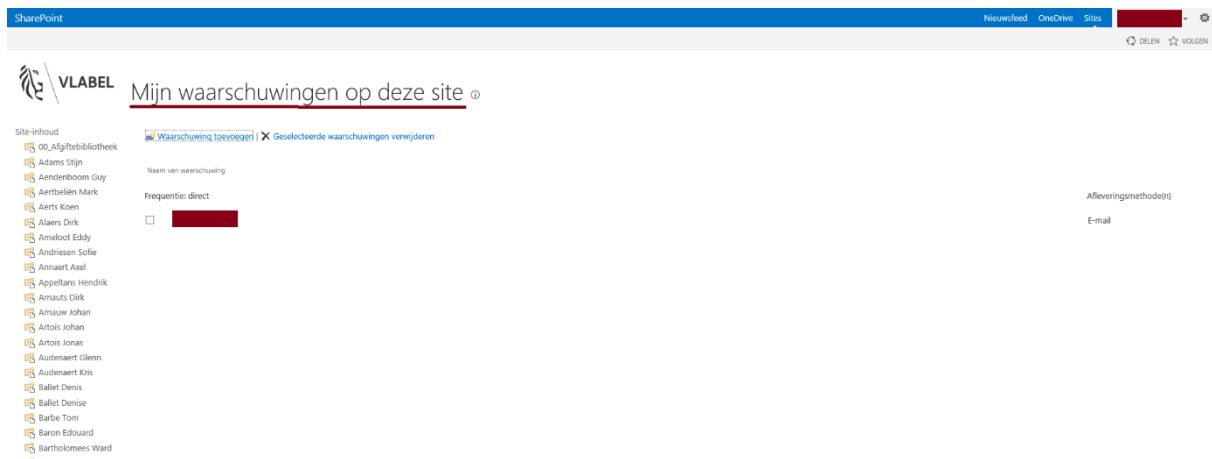 SharePoint
Nieuwsfeed OneDrive Sites
DELEN VOLGEN
VLABEL
Mijn waarschuwingen op deze site
Site-inhoud
Waarschuwing toevoegen | Geselecteerde waarschuwingen verwijderen
00_Afgiftebibliotheek
Adams Stijn
Aendenboom Guy
Naam van waarschuwing
Aertbeliën Mark
Frequentie: direct
Afleveringsmethode(n)
Aerts Koen
Alaers Dirk
E-mail
Ameloot Eddy
Andriesen Sofie
Annaert Axel
Appeltans Hendrik
Arnauts Dirk
Arnauw Johan
Artois Johan
Artois Jonas
Audenaert Glenn
Audenaert Kris
Ballet Denis
Ballet Denise
Barbe Tom
Baron Edouard
Bartholomees Ward